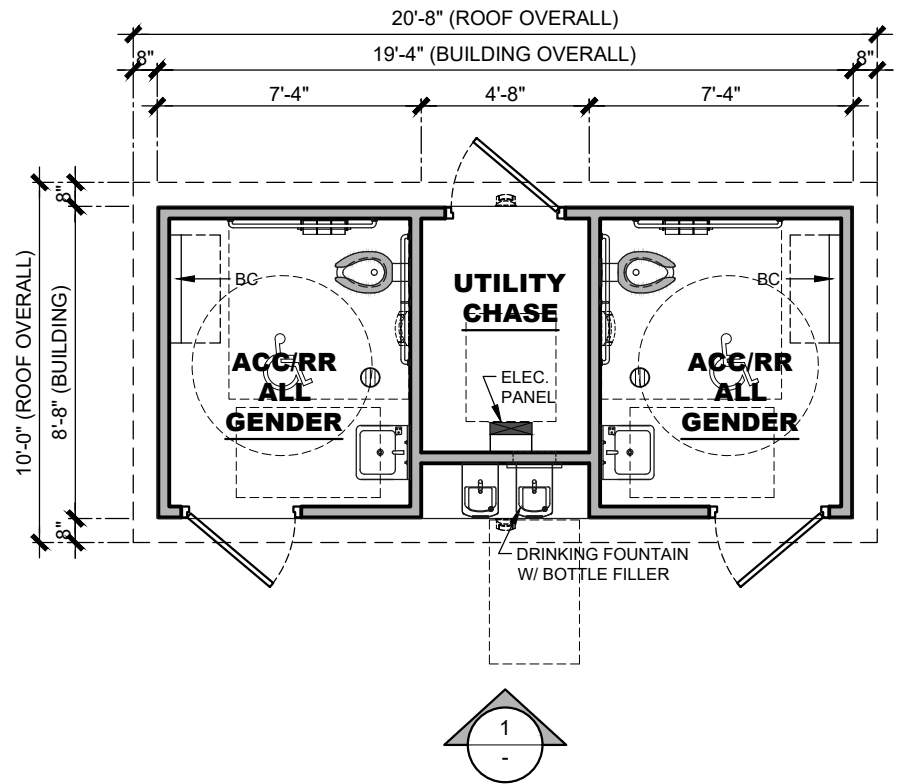 20'-8" (ROOF OVERALL)
8"
19'-4" (BUILDING OVERALL)
8"
7'-4"
4'-8"
7'-4"
10'-0" (ROOF OVERALL)
8'-8" (BUILDING)
8"
8"
BC
UTILITY
CHASE
BC
ACC/RR
ALL
GENDER
ELEC.
PANEL
ACC/RR
ALL
GENDER
DRINKING FOUNTAIN
W/ BOTTLE FILLER
1
-